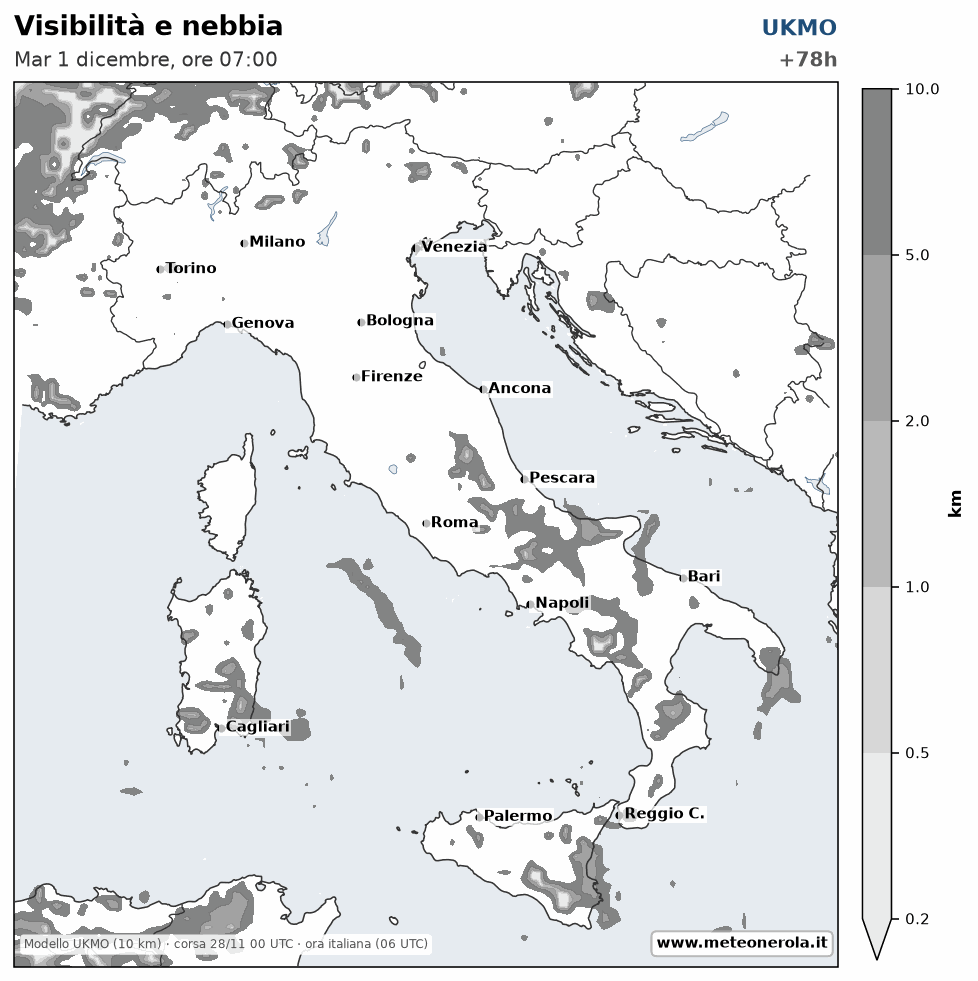 Visibilità e nebbia
UKMO
Mar 1 dicembre, ore 07:00
+78h
10.0
5.0
2.0
1.0
0.5
0.2
km
Milano
Venezia
Torino
Genova
Bologna
Firenze
Ancona
Pescara
Roma
Bari
Napoli
Cagliari
Palermo
Reggio C.
Modello UKMO (10 km) · corsa 28/11 00 UTC · ora italiana (06 UTC)
www.meteonerola.it